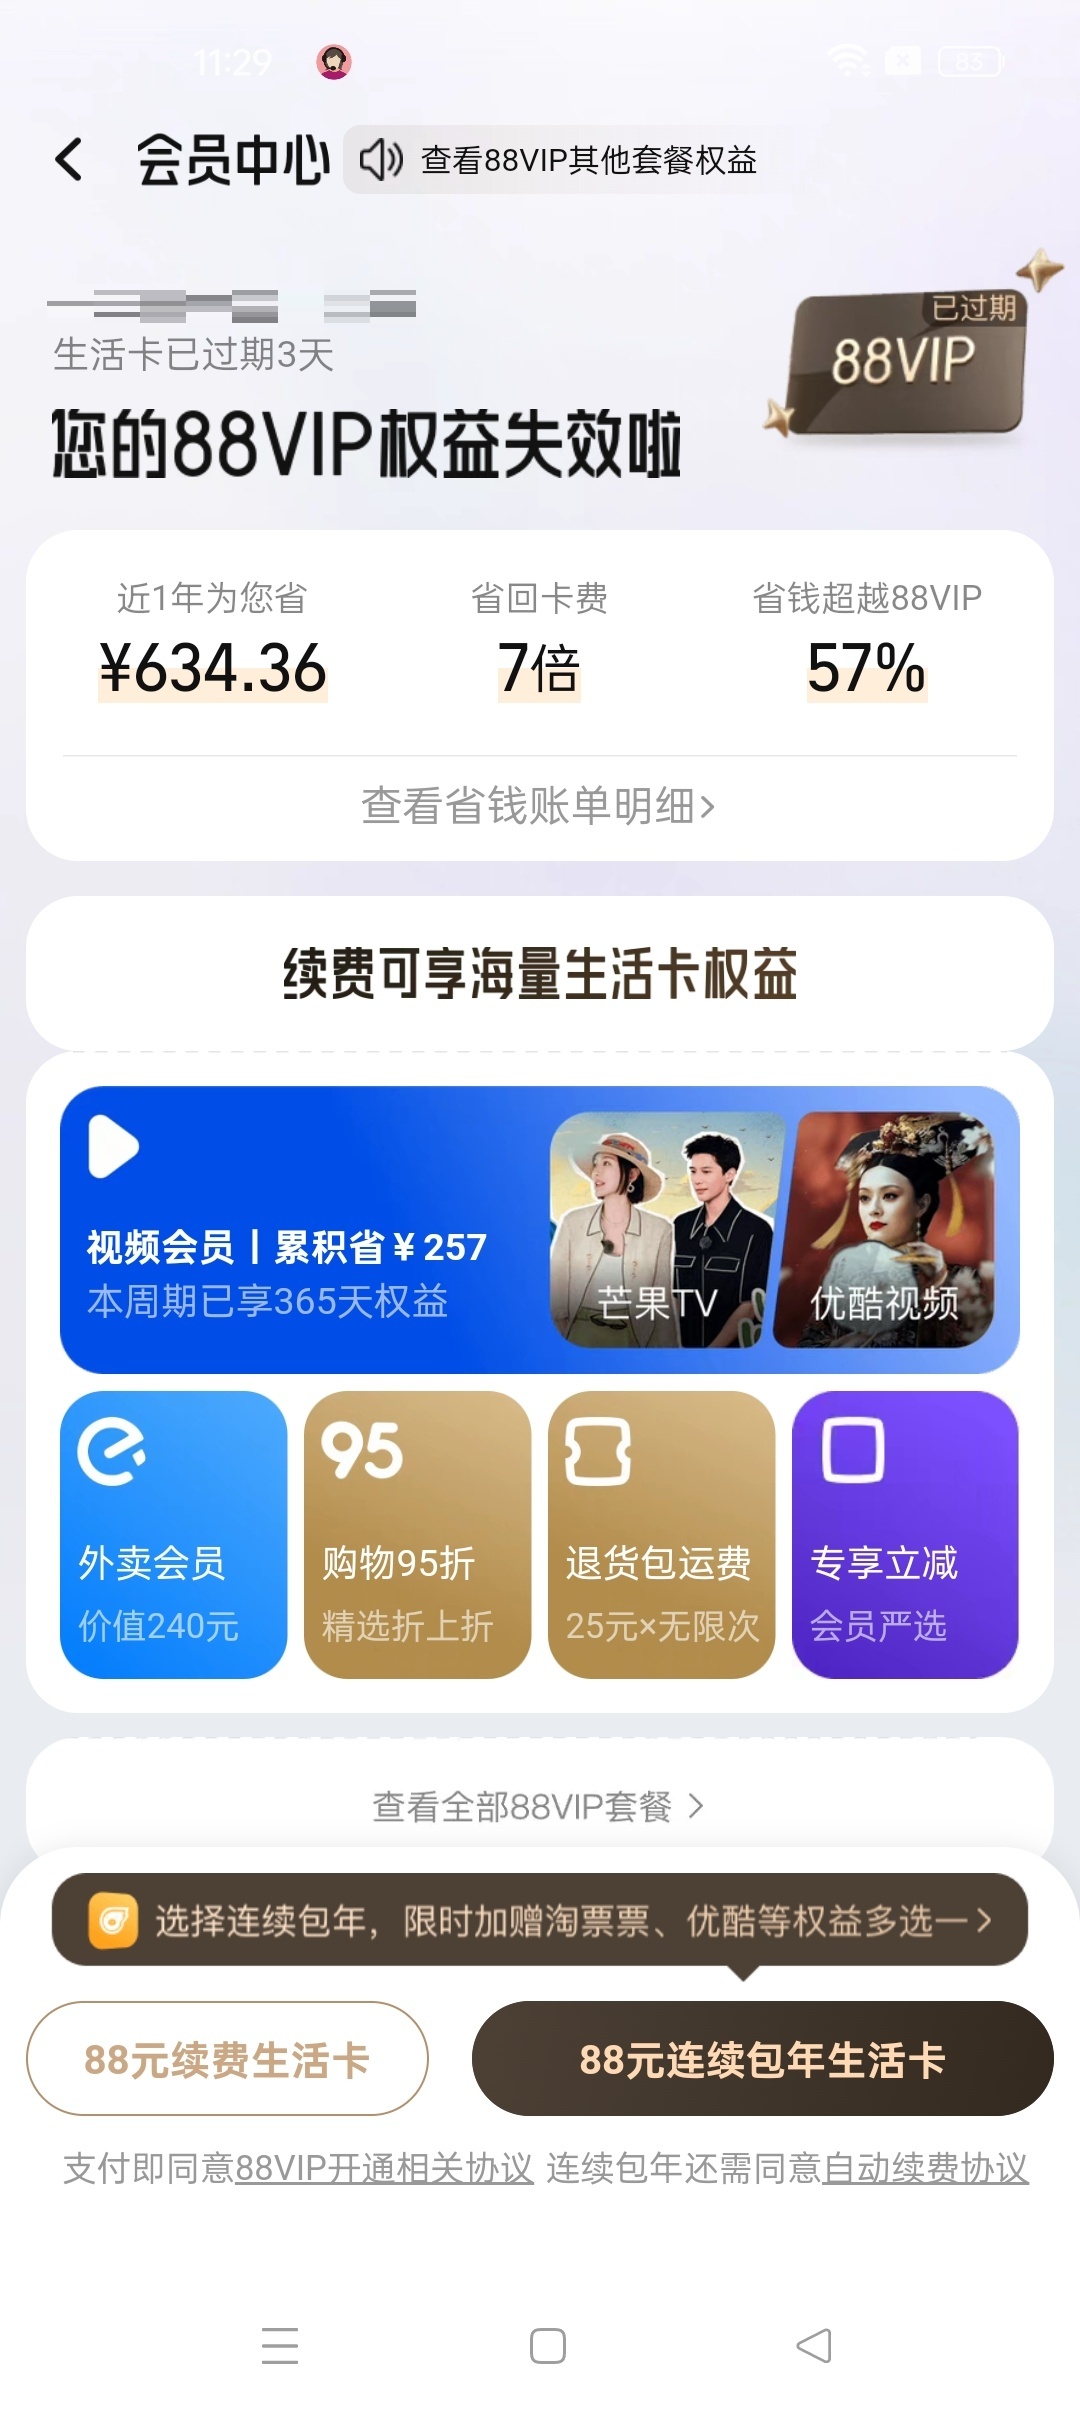 11:29
83
会员中心
查看88VIP其他套餐权益
生活卡已过期3天
您的88VIP权益失效啦
已过期
88VIP
近1年为您省
省回卡费
省钱超越88VIP
¥634.36
7倍
57%
查看省钱账单明细>
续费可享海量生活卡权益
视频会员丨累积省¥257
本周期已享365天权益
芒果TV
优酷视频
95
外卖会员
购物95折
退货包运费
专享立减
价值240元
精选折上折
25元×无限次
会员严选
查看全部88VIP套餐 >
选择连续包年，限时加赠淘票票、优酷等权益多选一>
88元续费生活卡
88元连续包年生活卡
支付即同意88VIP开通相关协议 连续包年还需同意自动续费协议